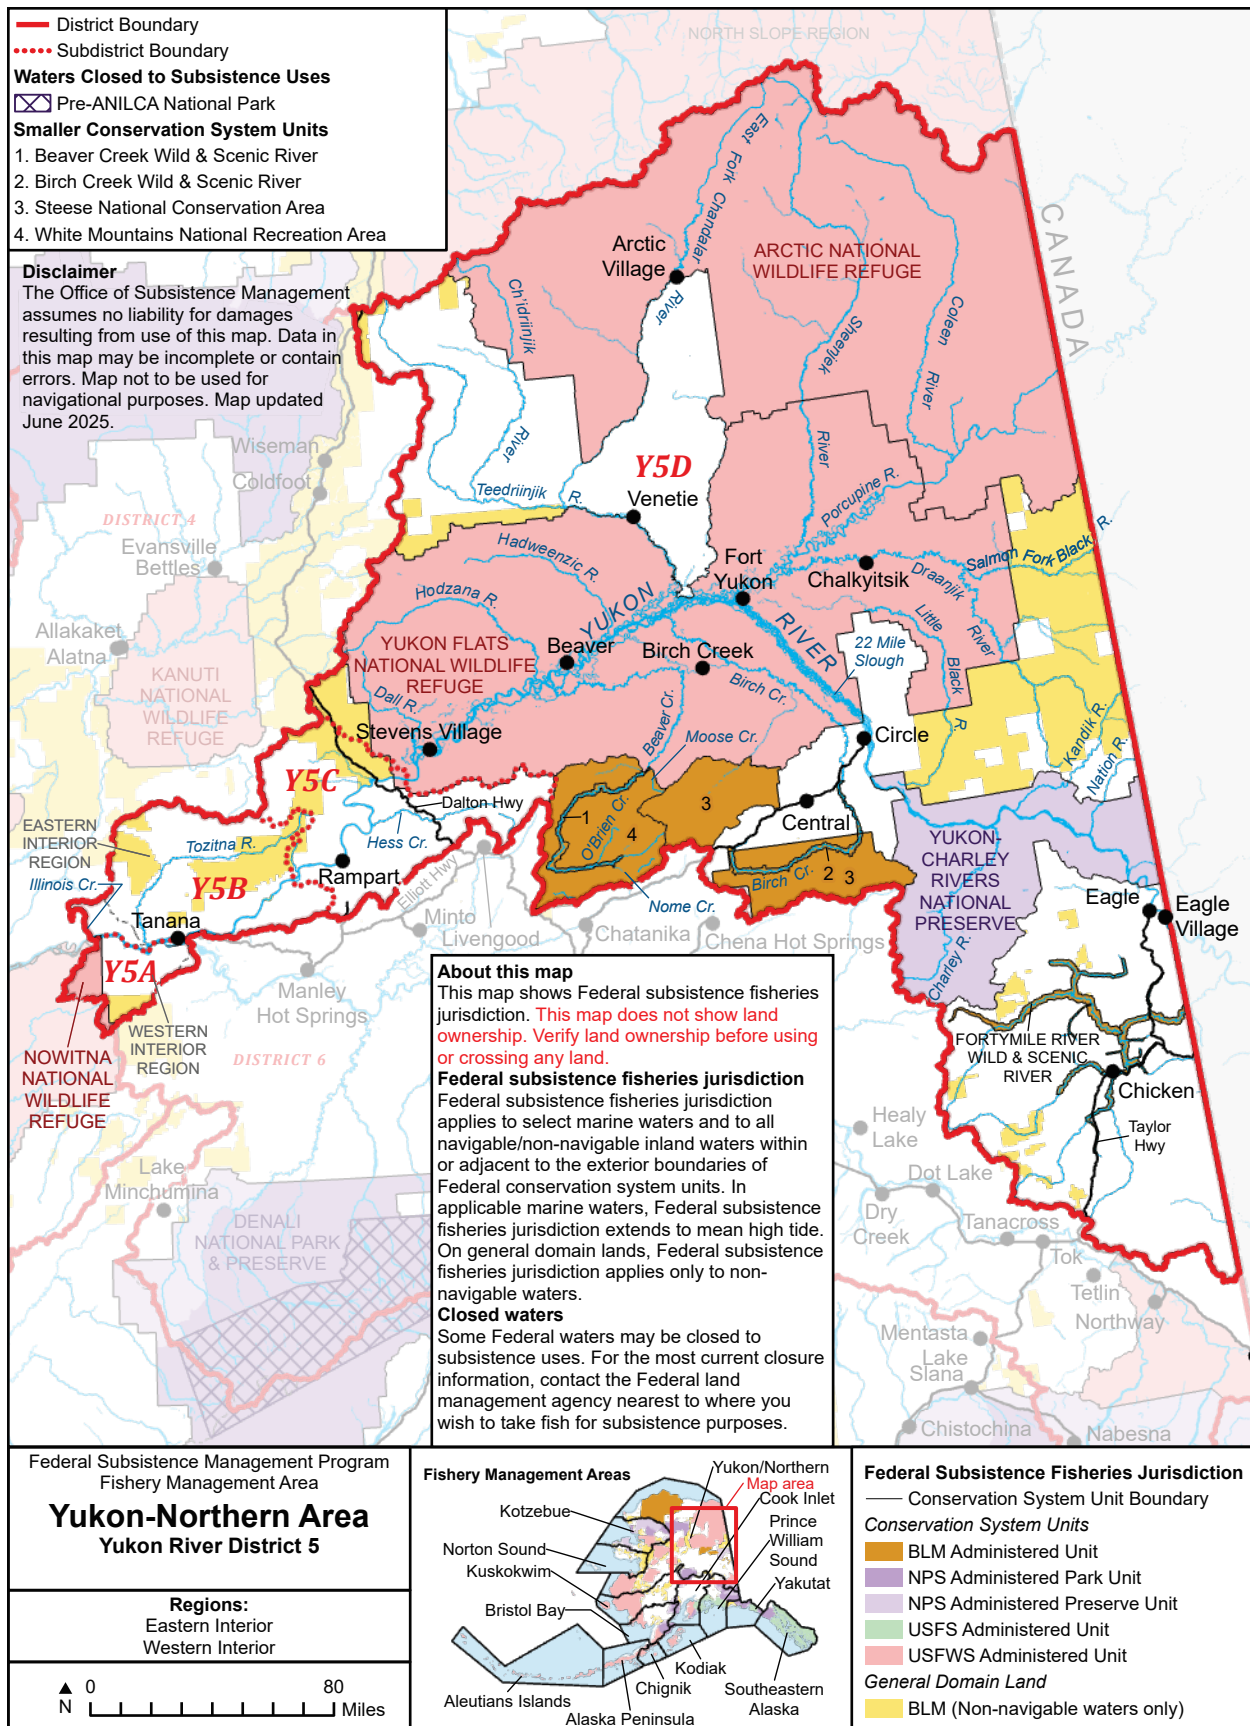 District Boundary
Subdistrict Boundary
Waters Closed to Subsistence Uses
Pre-ANILCA National Park
Smaller Conservation System Units
1. Beaver Creek Wild & Scenic River
2. Birch Creek Wild & Scenic River
3. Steese National Conservation Area
4. White Mountains National Recreation Area
Disclaimer
The Office of Subsistence Management
assumes no liability for damages
resulting from use of this map. Data in
this map may be incomplete or contain
errors. Map not to be used for
navigational purposes. Map updated
June 2025.
NORTH SLOPE REGION
CANADA
East Fork Chandalar
River
Arctic
Village
ARCTIC NATIONAL
WILDLIFE REFUGE
Ch'idriinjik
River
Sheenjek
River
Coleen
River
Wiseman
Coldfoot
Y5D
Teedriinjik R.
Venetie
Porcupine R.
DISTRICT 4
Evansville
Bettles
Hadweenzic R.
Fort
Yukon
Chalkyitsik
Salmon Fork Black R.
Draanjik
River
Hodzana R.
YUKON
RIVER
Little
Black
R.
Allakaket
Alatna
YUKON FLATS
NATIONAL WILDLIFE
REFUGE
Beaver
Birch Creek
22 Mile
Slough
KANUTI
NATIONAL
WILDLIFE
REFUGE
Dall R.
Birch Cr.
Beaver Cr.
Stevens Village
Moose Cr.
Circle
Kandik R.
Nation R.
Y5C
Dalton Hwy
Central
1
O'Brien Cr.
3
4
EASTERN
INTERIOR
REGION
Tozitna R.
Hess Cr.
YUKON-
CHARLEY
RIVERS
NATIONAL
PRESERVE
Illinois Cr.
Y5B
Rampart
Elliott Hwy
Birch Cr.
2
3
Eagle
Eagle
Village
Tanana
Minto
Livengood
Nome Cr.
Chatanika
Chena Hot Springs
Charley R.
Y5A
Manley
Hot Springs
WESTERN
INTERIOR
REGION
DISTRICT 6
NOWITNA
NATIONAL
WILDLIFE
REFUGE
FORTYMILE RIVER
WILD & SCENIC
RIVER
Chicken
Taylor
Hwy
Healy
Lake
Lake
Minchumina
Dot Lake
Dry
Creek
Tanacross
Tok
Tetlin
Northway
DENALI
NATIONAL PARK
& PRESERVE
Mentasta
Lake
Slana
Chistochina
Nabesna
About this map
This map shows Federal subsistence fisheries
jurisdiction. This map does not show land
ownership. Verify land ownership before using
or crossing any land.
Federal subsistence fisheries jurisdiction
Federal subsistence fisheries jurisdiction
applies to select marine waters and to all
navigable/non-navigable inland waters within
or adjacent to the exterior boundaries of
Federal conservation system units. In
applicable marine waters, Federal subsistence
fisheries jurisdiction extends to mean high tide.
On general domain lands, Federal subsistence
fisheries jurisdiction applies only to non-
navigable waters.
Closed waters
Some Federal waters may be closed to
subsistence uses. For the most current closure
information, contact the Federal land
management agency nearest to where you
wish to take fish for subsistence purposes.
Federal Subsistence Management Program
Fishery Management Area
Yukon-Northern Area
Yukon River District 5
Regions:
Eastern Interior
Western Interior
N
0
80
Miles
Fishery Management Areas
Yukon/Northern
Map area
Kotzebue
Cook Inlet
Prince
William
Sound
Norton Sound
Kuskokwim
Yakutat
Bristol Bay
Kodiak
Chignik
Southeastern
Alaska
Aleutians Islands
Alaska Peninsula
Federal Subsistence Fisheries Jurisdiction
Conservation System Unit Boundary
Conservation System Units
BLM Administered Unit
NPS Administered Park Unit
NPS Administered Preserve Unit
USFS Administered Unit
USFWS Administered Unit
General Domain Land
BLM (Non-navigable waters only)